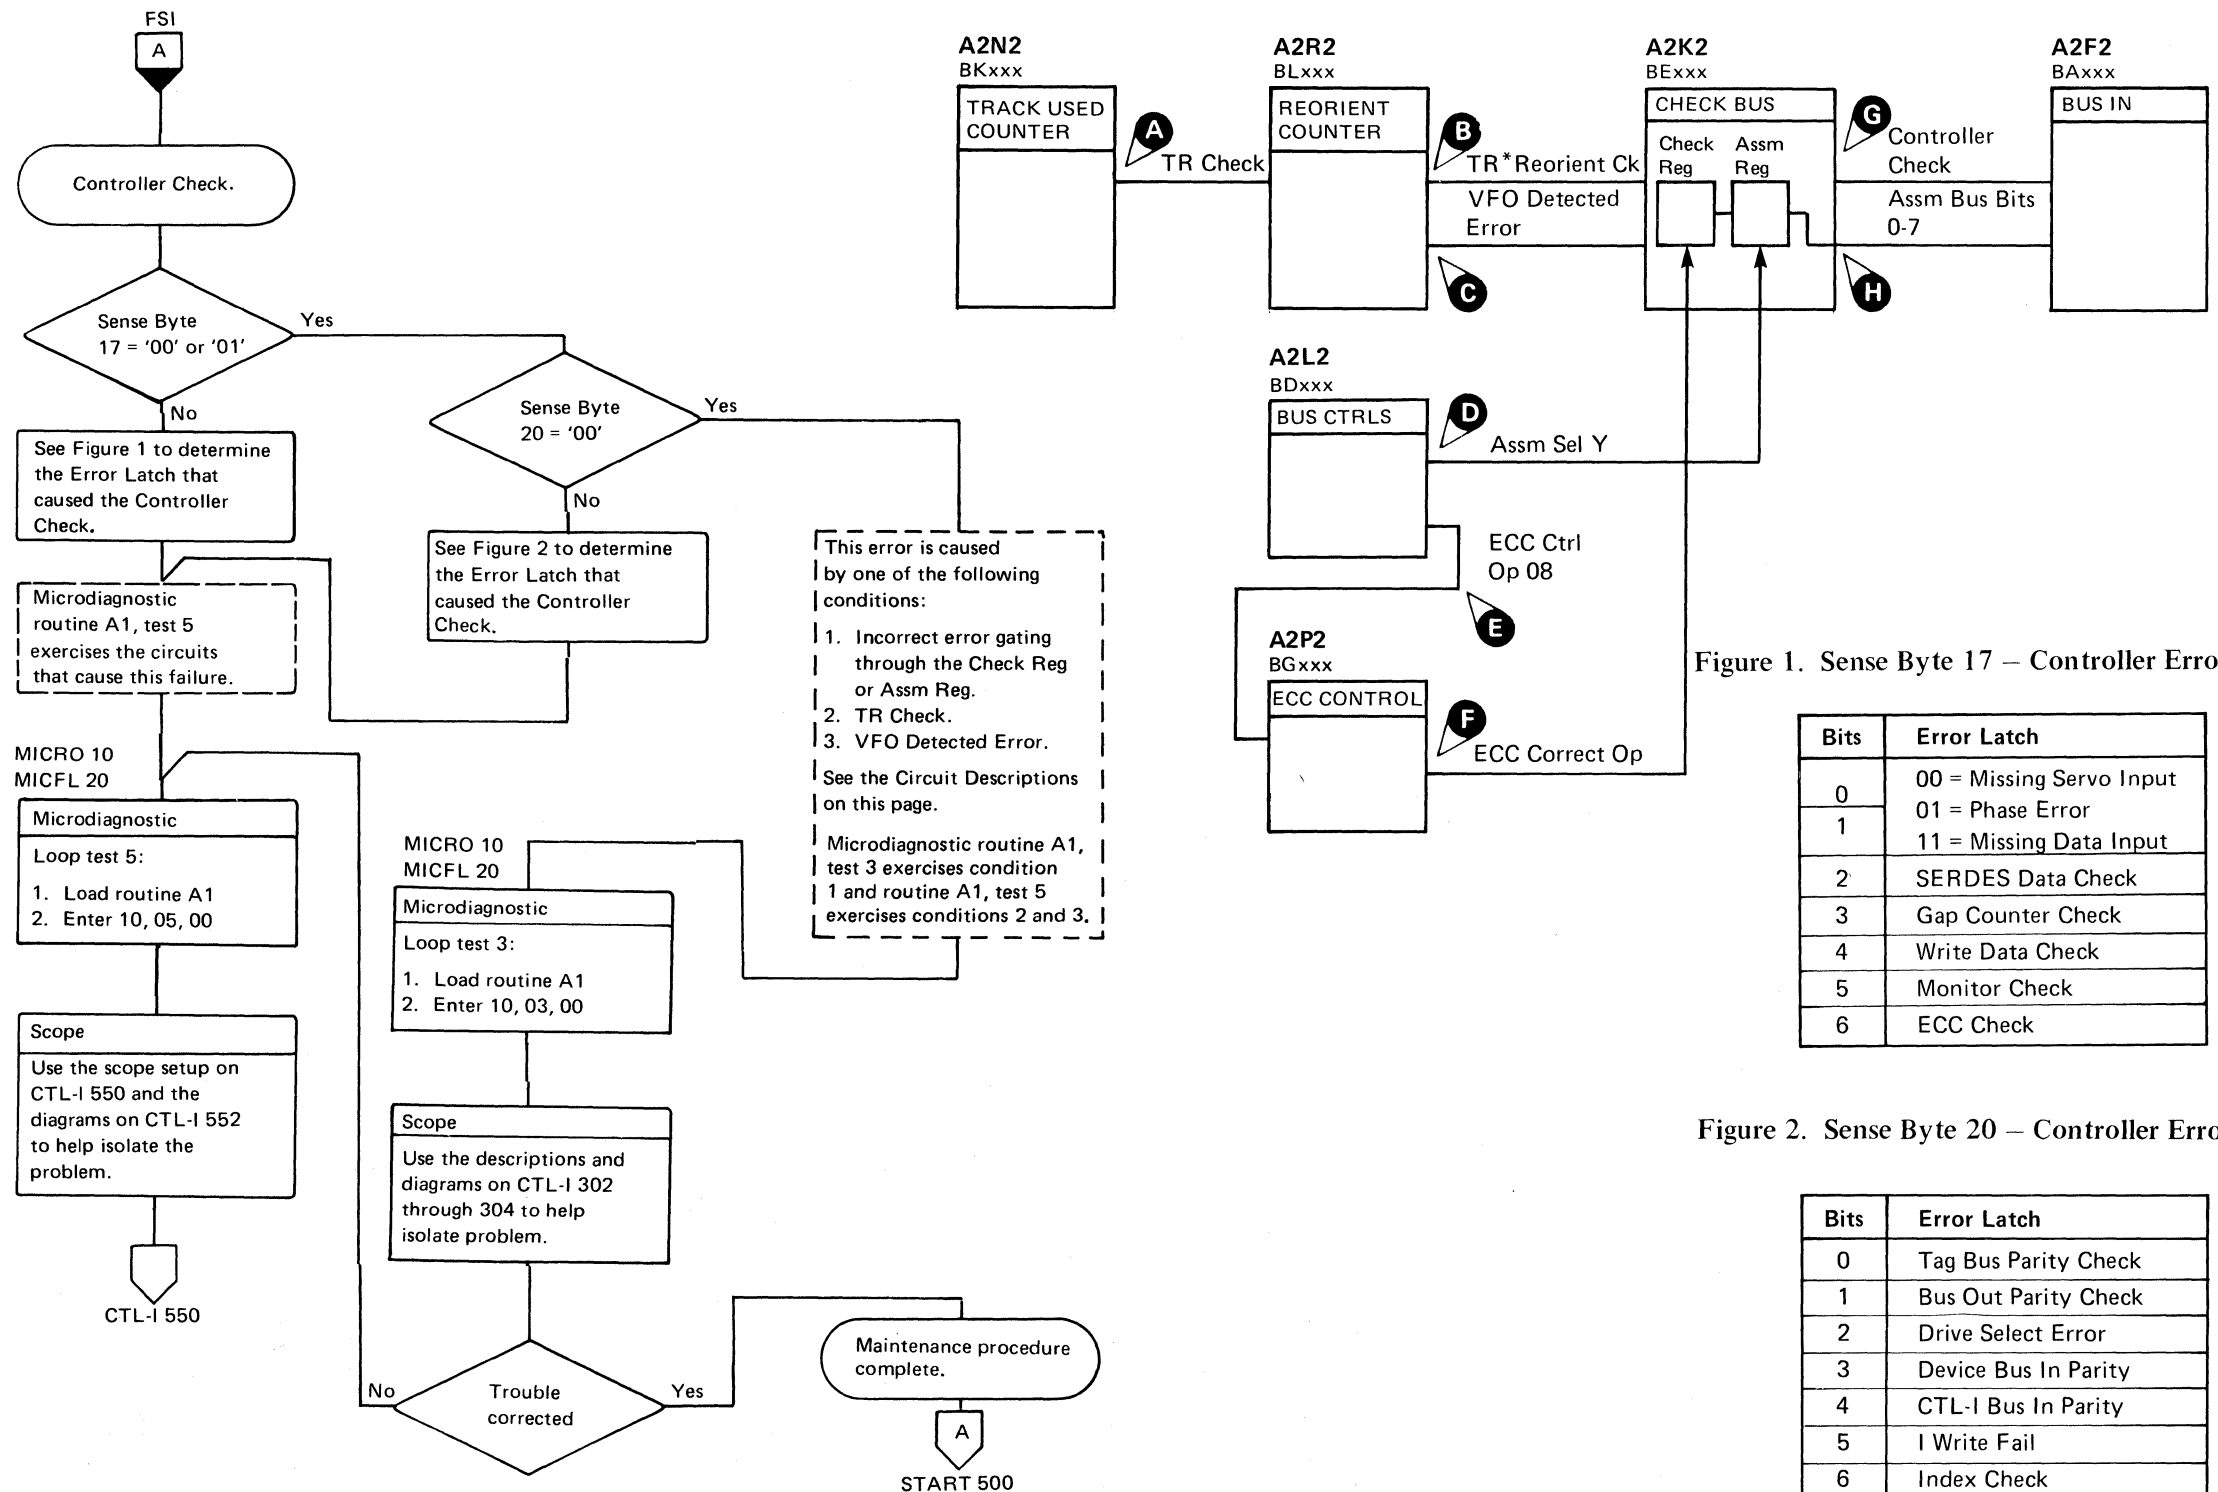 FSI
A
Controller Check.
Sense Byte
17 = '00' or '01'
Yes
No
See Figure 1 to determine
the Error Latch that
caused the Controller
Check.
Microdiagnostic
routine A1, test 5
exercises the circuits
that cause this failure.
MICRO 10
MICFL 20
Microdiagnostic
Loop test 5:
1. Load routine A1
2. Enter 10, 05, 00
Scope
Use the scope setup on
CTL-I 550 and the
diagrams on CTL-I 552
to help isolate the
problem.
CTL-I 550
Sense Byte
20 = '00'
Yes
No
See Figure 2 to determine
the Error Latch that
caused the Controller
Check.
This error is caused
by one of the following
conditions:
1. Incorrect error gating
through the Check Reg
or Assm Reg.
2. TR Check.
3. VFO Detected Error.
See the Circuit Descriptions
on this page.
Microdiagnostic routine A1,
test 3 exercises condition
1 and routine A1, test 5
exercises conditions 2 and 3.
MICRO 10
MICFL 20
Microdiagnostic
Loop test 3:
1. Load routine A1
2. Enter 10, 03, 00
Scope
Use the descriptions and
diagrams on CTL-I 302
through 304 to help
isolate problem.
Trouble
corrected
No
Yes
Maintenance procedure
complete.
A
START 500
A2N2
BKxxx
TRACK USED
COUNTER
A
TR Check
A2R2
BLxxx
REORIENT
COUNTER
B
TR*Reorient Ck
VFO Detected
Error
C
A2K2
BExxx
CHECK BUS
Check
Reg
Assm
Reg
G
Controller
Check
Assm Bus Bits
0-7
H
A2F2
BAxxx
BUS IN
A2L2
BDxxx
BUS CTRLS
D
Assm Sel Y
ECC Ctrl
Op 08
E
A2P2
BGxxx
ECC CONTROL
F
ECC Correct Op
Figure 1. Sense Byte 17 – Controller Erro
Bits Error Latch
0 00 = Missing Servo Input
01 = Phase Error
1 11 = Missing Data Input
2 SERDES Data Check
3 Gap Counter Check
4 Write Data Check
5 Monitor Check
6 ECC Check
Figure 2. Sense Byte 20 – Controller Erro
Bits Error Latch
0 Tag Bus Parity Check
1 Bus Out Parity Check
2 Drive Select Error
3 Device Bus In Parity
4 CTL-I Bus In Parity
5 I Write Fail
6 Index Check